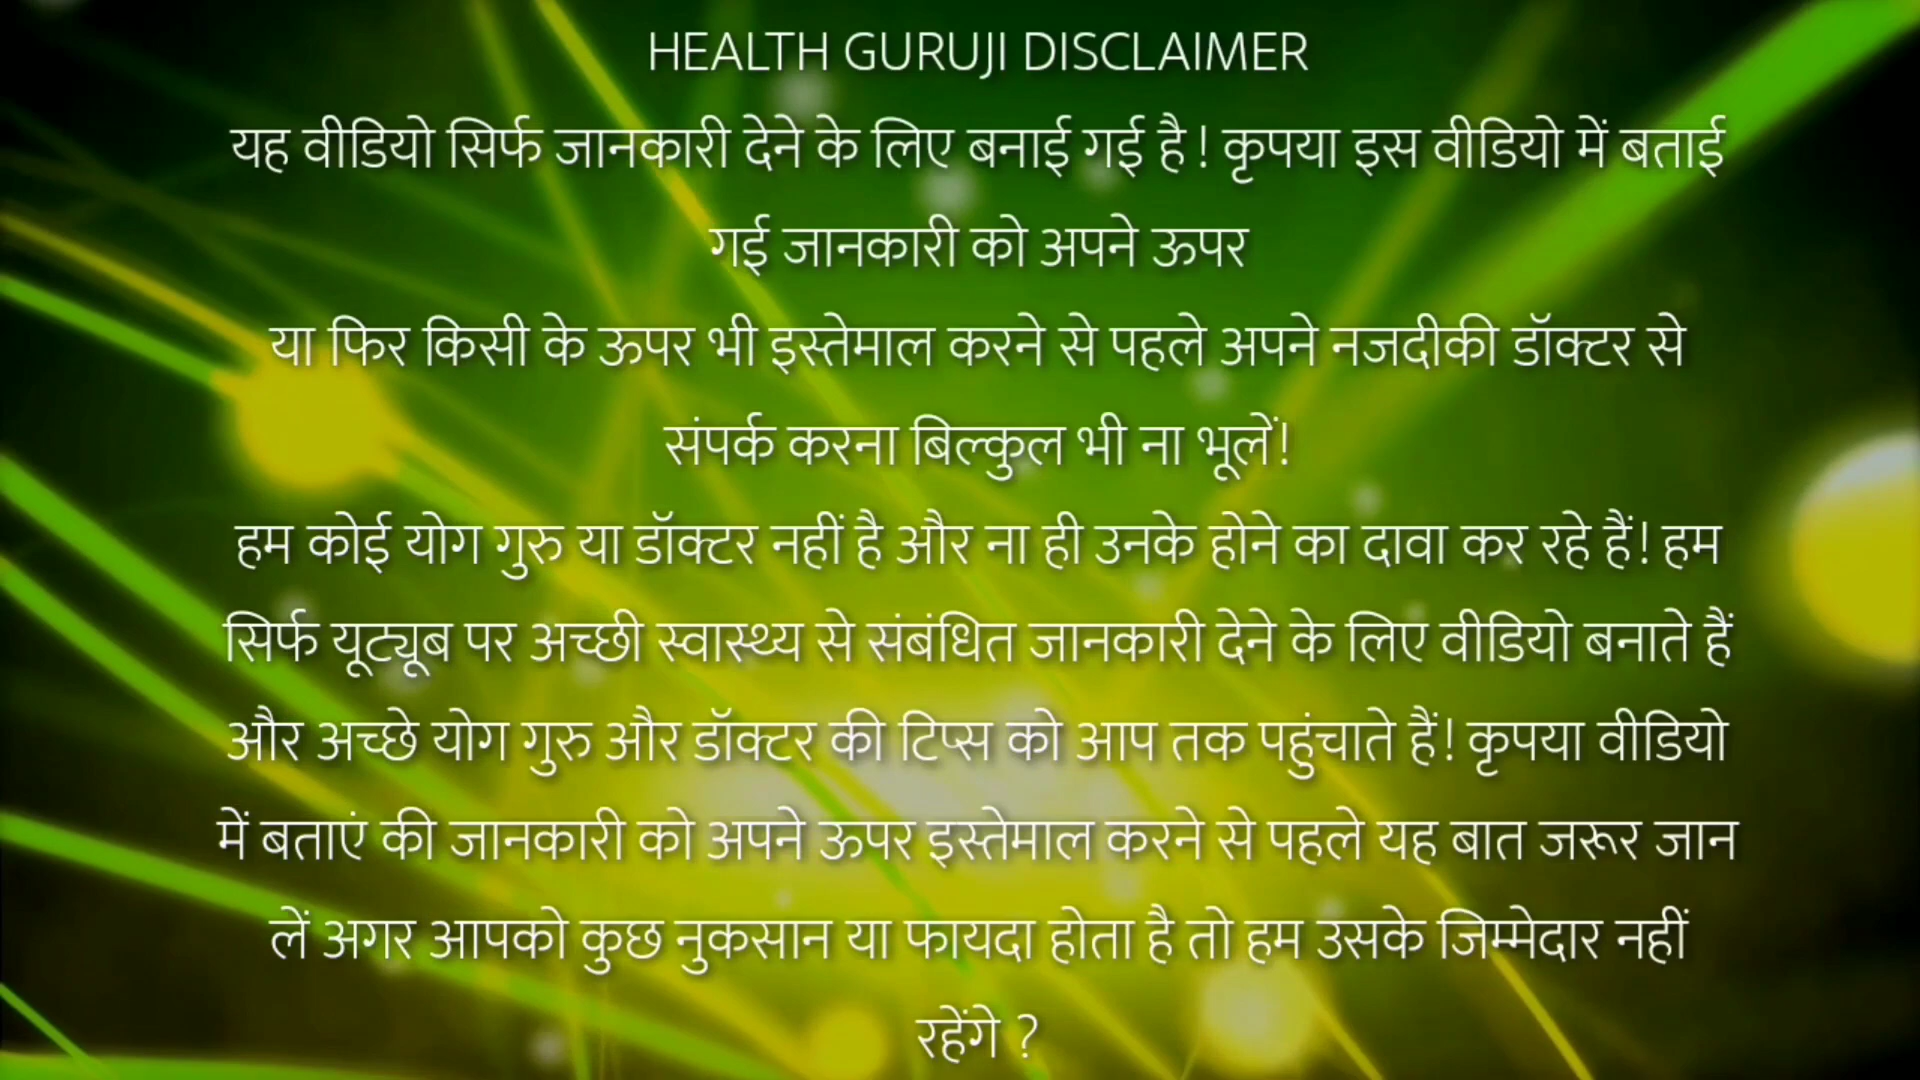 HEALTH GURUJI DISCLAIMER
यह वीडियो सिर्फ जानकारी देने के लिए बनाई गई है ! कृपया इस वीडियो में बताई
गई जानकारी को अपने ऊपर
या फिर किसी के ऊपर भी इस्तेमाल करने से पहले अपने नजदीकी डॉक्टर से
संपर्क करना बिल्कुल भी ना भूलें!
हम कोई योग गुरु या डॉक्टर नहीं है और ना ही उनके होने का दावा कर रहे हैं! हम
सिर्फ यूट्यूब पर अच्छी स्वास्थ्य से संबंधित जानकारी देने के लिए वीडियो बनाते हैं
और अच्छे योग गुरु और डॉक्टर की टिप्स को आप तक पहुंचाते हैं! कृपया वीडियो
में बताएं की जानकारी को अपने ऊपर इस्तेमाल करने से पहले यह बात जरूर जान
लें अगर आपको कुछ नुकसान या फायदा होता है तो हम उसके जिम्मेदार नहीं
रहेंगे ?